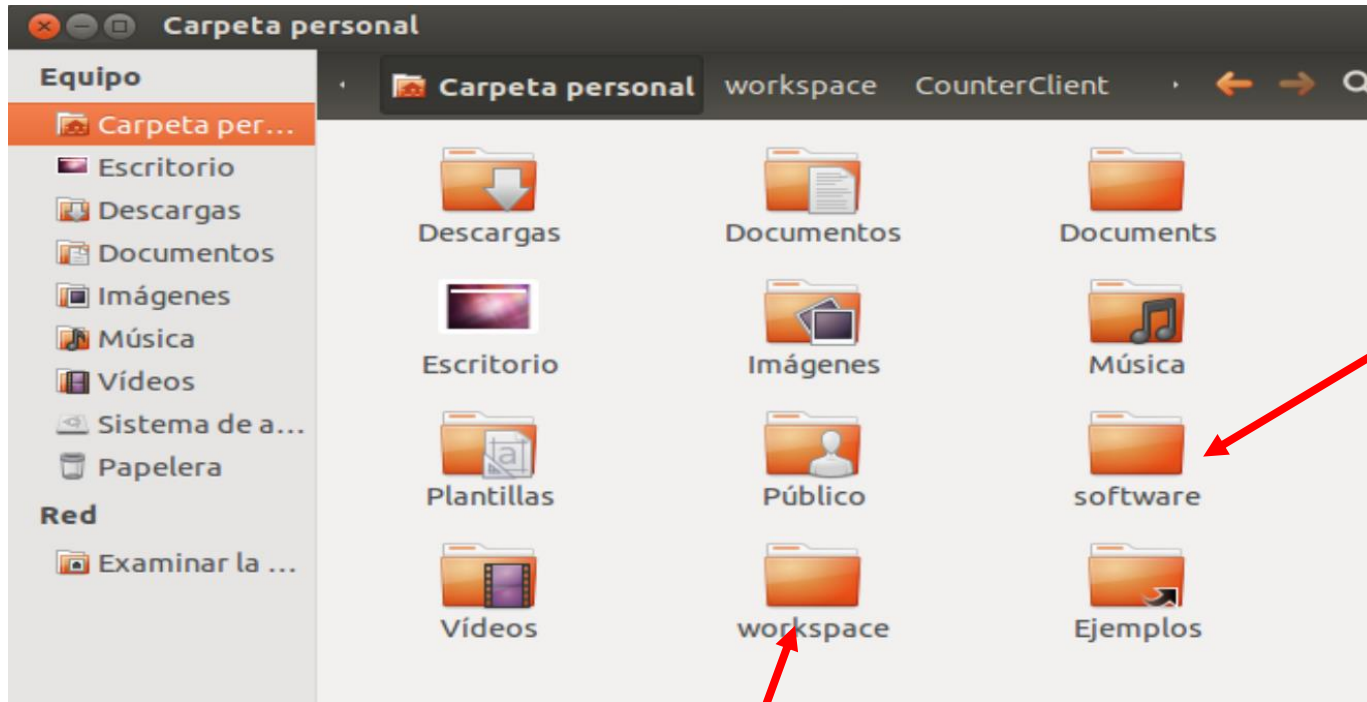 Carpeta personal
Equipo
Carpeta per...
Escritorio
Descargas
Documentos
Imágenes
Música
Vídeos
Sistema de a...
Papelera
Red
Examinar la ...
Carpeta personal workspace CounterClient
Descargas Documentos Documents
Escritorio Imágenes Música
Plantillas Público software
Vídeos workspace Ejemplos